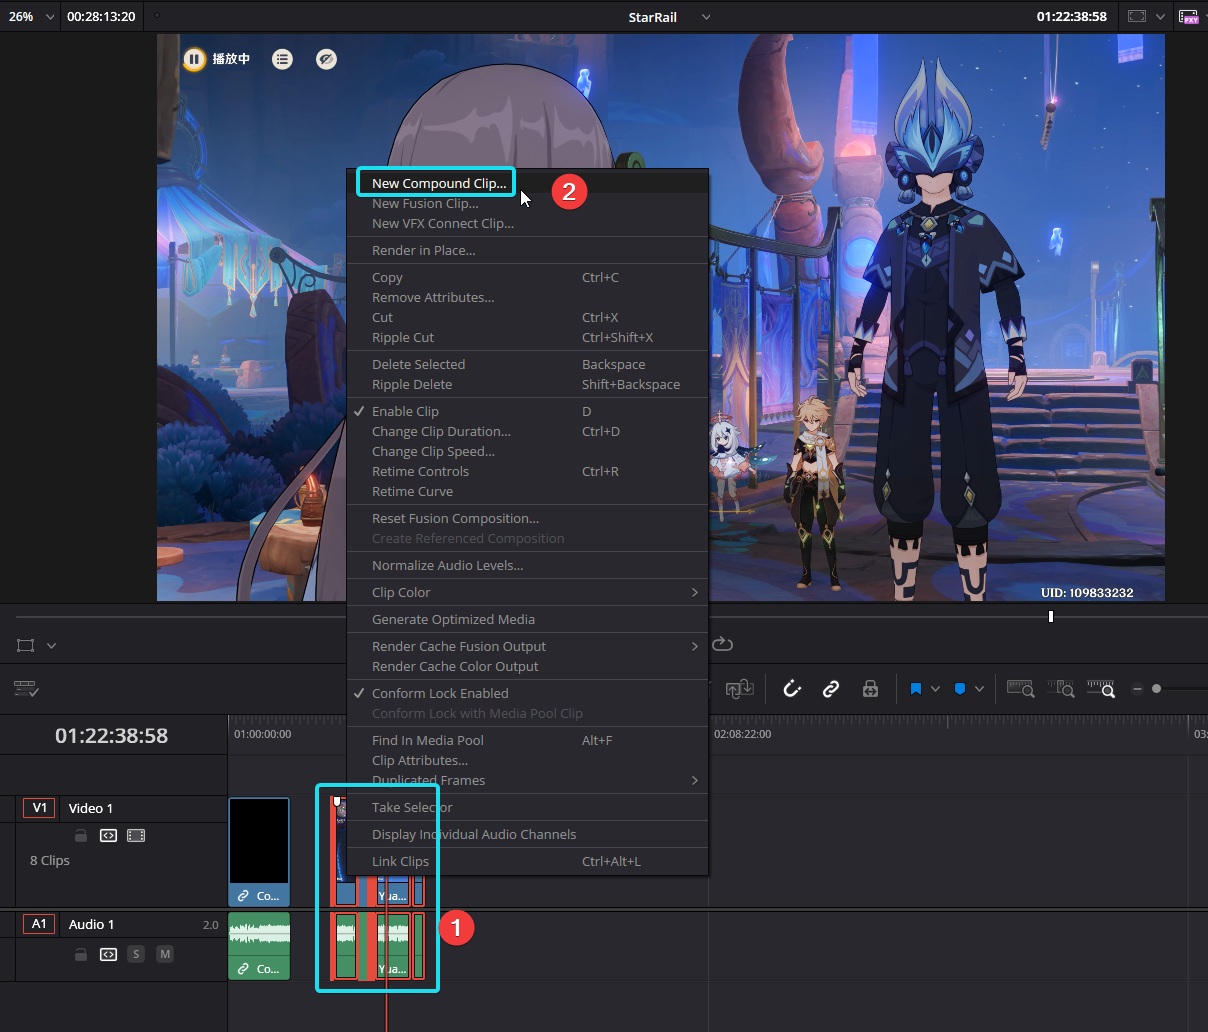 26%
00:28:13:20
StarRail
01:22:38:58
PXY
播放中
New Compound Clip...
2
New Fusion Clip...
New VFX Connect Clip...
Render in Place...
Copy Ctrl+C
Remove Attributes...
Cut Ctrl+X
Ripple Cut Ctrl+Shift+X
Delete Selected Backspace
Ripple Delete Shift+Backspace
Enable Clip D
Change Clip Duration... Ctrl+D
Change Clip Speed...
Retime Controls Ctrl+R
Retime Curve
Reset Fusion Composition...
Create Referenced Composition
Normalize Audio Levels...
Clip Color
UID: 109833232
Generate Optimized Media
Render Cache Fusion Output
Render Cache Color Output
Conform Lock Enabled
Conform Lock with Media Pool Clip
01:22:38:58
01:00:00:00
02:08:22:00
03:
Find In Media Pool Alt+F
Clip Attributes...
Duplicated Frames
V1 Video 1
Take Selector
Display Individual Audio Channels
8 Clips
Link Clips Ctrl+Alt+L
Co...
Yua...
A1 Audio 1 2.0
1
S M
Co...
Yua...